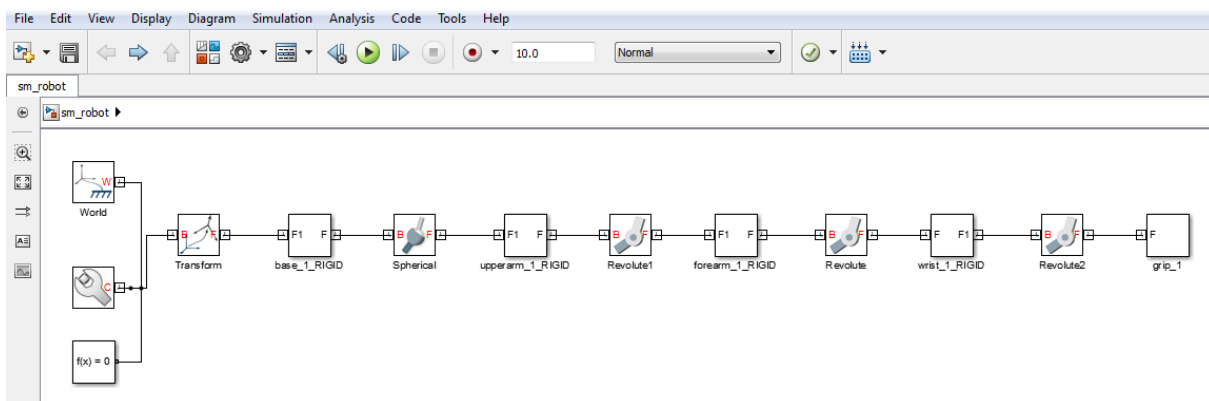 File Edit View Display Diagram Simulation Analysis Code Tools Help
10.0 Normal
sm_robot
sm_robot
W
World
B F
Transform
F1 F
base_1_RIGID
B F
Spherical
F1 F
upperarm_1_RIGID
B F
Revolute1
F1 F
forearm_1_RIGID
B F
Revolute
F F1
wrist_1_RIGID
B F
Revolute2
F
grip_1
C
f(x) = 0